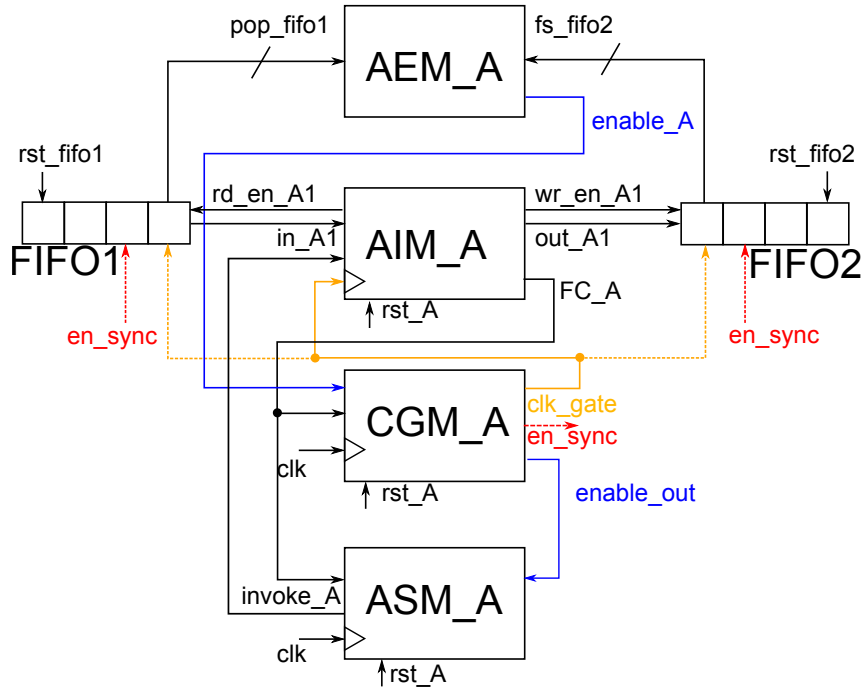 pop_fifo1
AEM_A
fs_fifo2
enable_A
rst_fifo1
rst_fifo2
rd_en_A1
wr_en_A1
in_A1
AIM_A
out_A1
FIFO1
FIFO2
FC_A
rst_A
en_sync
en_sync
CGM_A
clk_gate
en_sync
clk
rst_A
enable_out
invoke_A
ASM_A
clk
rst_A